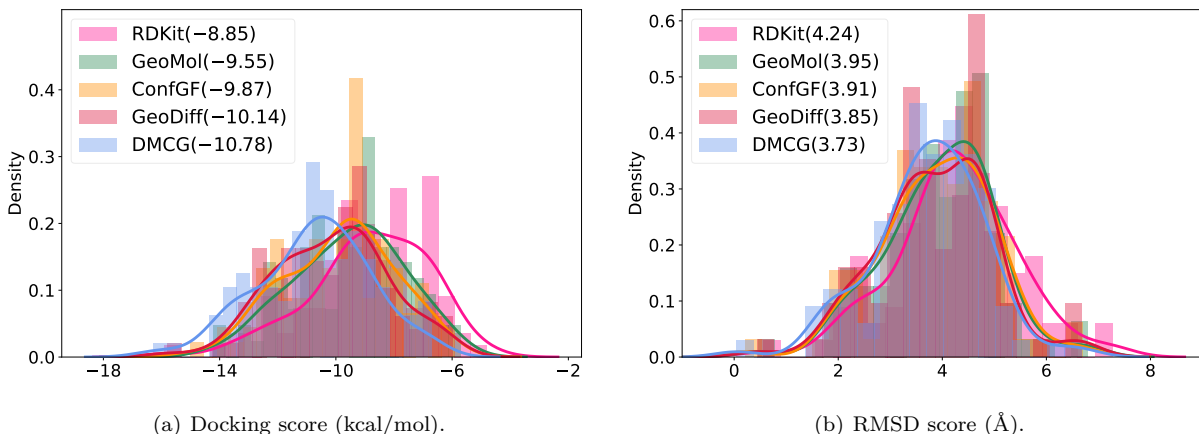 RDKit(−8.85)
GeoMol(−9.55)
ConfGF(−9.87)
GeoDiff(−10.14)
DMCG(−10.78)
Density
0.4
0.3
0.2
0.1
0.0
−18
−14
−10
−6
−2
(a) Docking score (kcal/mol).
RDKit(4.24)
GeoMol(3.95)
ConfGF(3.91)
GeoDiff(3.85)
DMCG(3.73)
Density
0.6
0.5
0.4
0.3
0.2
0.1
0.0
0
2
4
6
8
(b) RMSD score (Å).